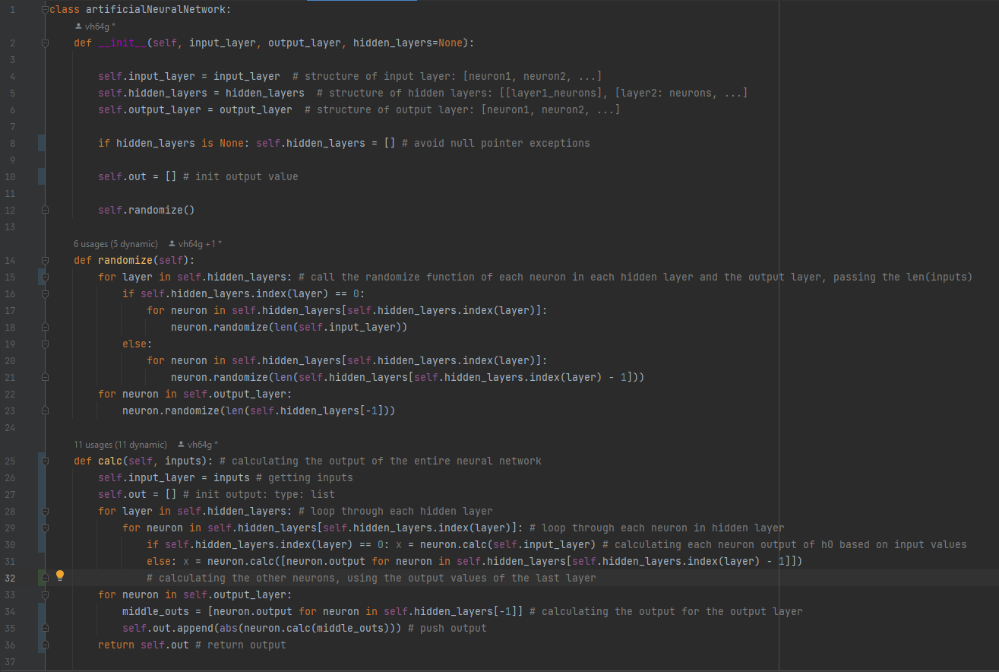 1 class artificialNeuralNetwork:
vh64g *
2 def __init__(self, input_layer, output_layer, hidden_layers=None):
3
4 self.input_layer = input_layer  # structure of input layer: [neuron1, neuron2, ...]
5 self.hidden_layers = hidden_layers  # structure of hidden layers: [[layer1_neurons], [layer2: neurons, ...]
6 self.output_layer = output_layer  # structure of output layer: [neuron1, neuron2, ...]
7
8 if hidden_layers is None: self.hidden_layers = [] # avoid null pointer exceptions
9
10 self.out = [] # init output value
11
12 self.randomize()
13
6 usages (5 dynamic) vh64g +1 *
14 def randomize(self):
15 for layer in self.hidden_layers: # call the randomize function of each neuron in each hidden layer and the output layer, passing the len(inputs)
16 if self.hidden_layers.index(layer) == 0:
17 for neuron in self.hidden_layers[self.hidden_layers.index(layer)]:
18 neuron.randomize(len(self.input_layer))
19 else:
20 for neuron in self.hidden_layers[self.hidden_layers.index(layer)]:
21 neuron.randomize(len(self.hidden_layers[self.hidden_layers.index(layer) - 1]))
22 for neuron in self.output_layer:
23 neuron.randomize(len(self.hidden_layers[-1]))
24
11 usages (11 dynamic) vh64g *
25 def calc(self, inputs): # calculating the output of the entire neural network
26 self.input_layer = inputs # getting inputs
27 self.out = [] # init output: type: list
28 for layer in self.hidden_layers: # loop through each hidden layer
29 for neuron in self.hidden_layers[self.hidden_layers.index(layer)]: # loop through each neuron in hidden layer
30 if self.hidden_layers.index(layer) == 0: x = neuron.calc(self.input_layer) # calculating each neuron output of h0 based on input values
31 else: x = neuron.calc([neuron.output for neuron in self.hidden_layers[self.hidden_layers.index(layer) - 1]])
32 # calculating the other neurons, using the output values of the last layer
33 for neuron in self.output_layer:
34 middle_outs = [neuron.output for neuron in self.hidden_layers[-1]] # calculating the output for the output layer
35 self.out.append(abs(neuron.calc(middle_outs))) # push output
36 return self.out # return output
37